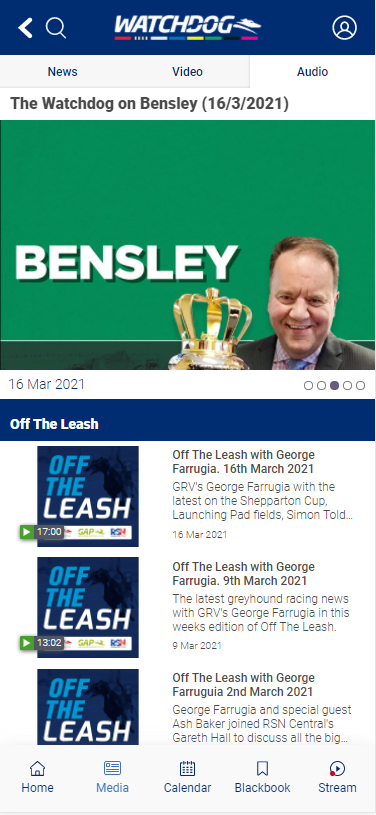 WATCHDOG
News Video Audio
The Watchdog on Bensley (16/3/2021)
BENSLEY
16 Mar 2021
Off The Leash
OFF
THE
LEASH
17:00 GAP RSN
Off The Leash with George
Farrugia. 16th March 2021
GRV's George Farrugia with the
latest on the Shepparton Cup,
Launching Pad fields, Simon Told...
16 Mar 2021
OFF
THE
LEASH
13:02 GAP RSN
Off The Leash with George
Farrugia. 9th March 2021
The latest greyhound racing news
with GRV's George Farrugia in this
weeks edition of Off The Leash.
9 Mar 2021
OFF
THE
LEASH
Off The Leash with George
Farruguia 2nd March 2021
George Farrugia and special guest
Ash Baker joined RSN Central's
Gareth Hall to discuss all the big...
Home Media Calendar Blackbook Stream